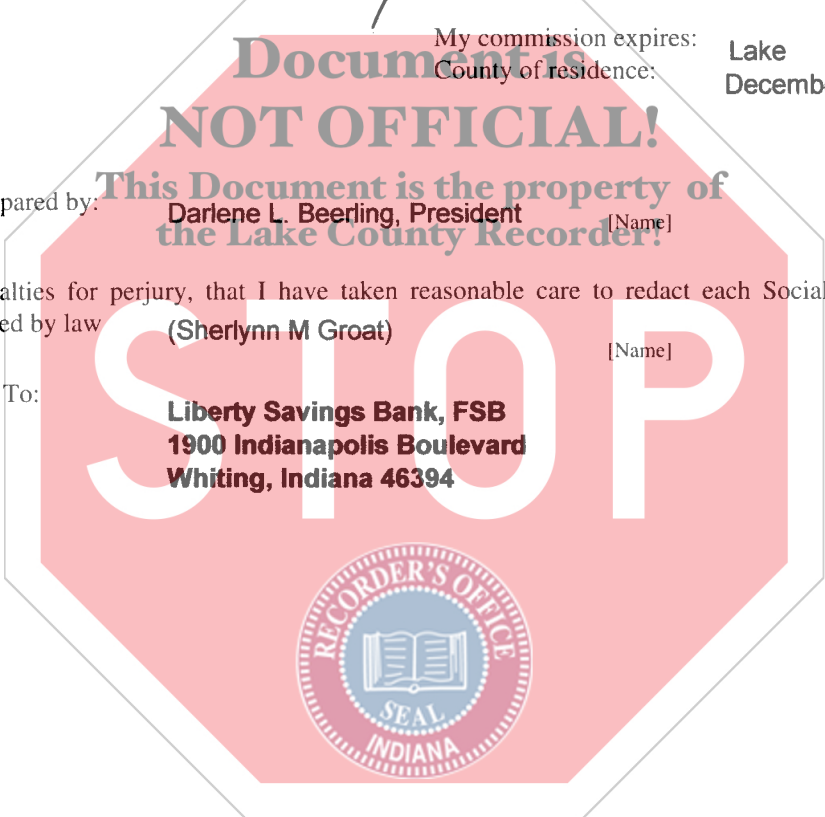 My commission expires: Lake
County of residence: Decemb
Document is
NOT OFFICIAL!
This Document is the property of
the Lake County Recorder!
pared by: Darlene L. Beerling, President [Name]
alties for perjury, that I have taken reasonable care to redact each Social
ed by law (Sherlynn M Groat)
[Name]
To:
Liberty Savings Bank, FSB
1900 Indianapolis Boulevard
Whiting, Indiana 46394
STOP
RECORDER'S OFFICE
SEAL
INDIANA